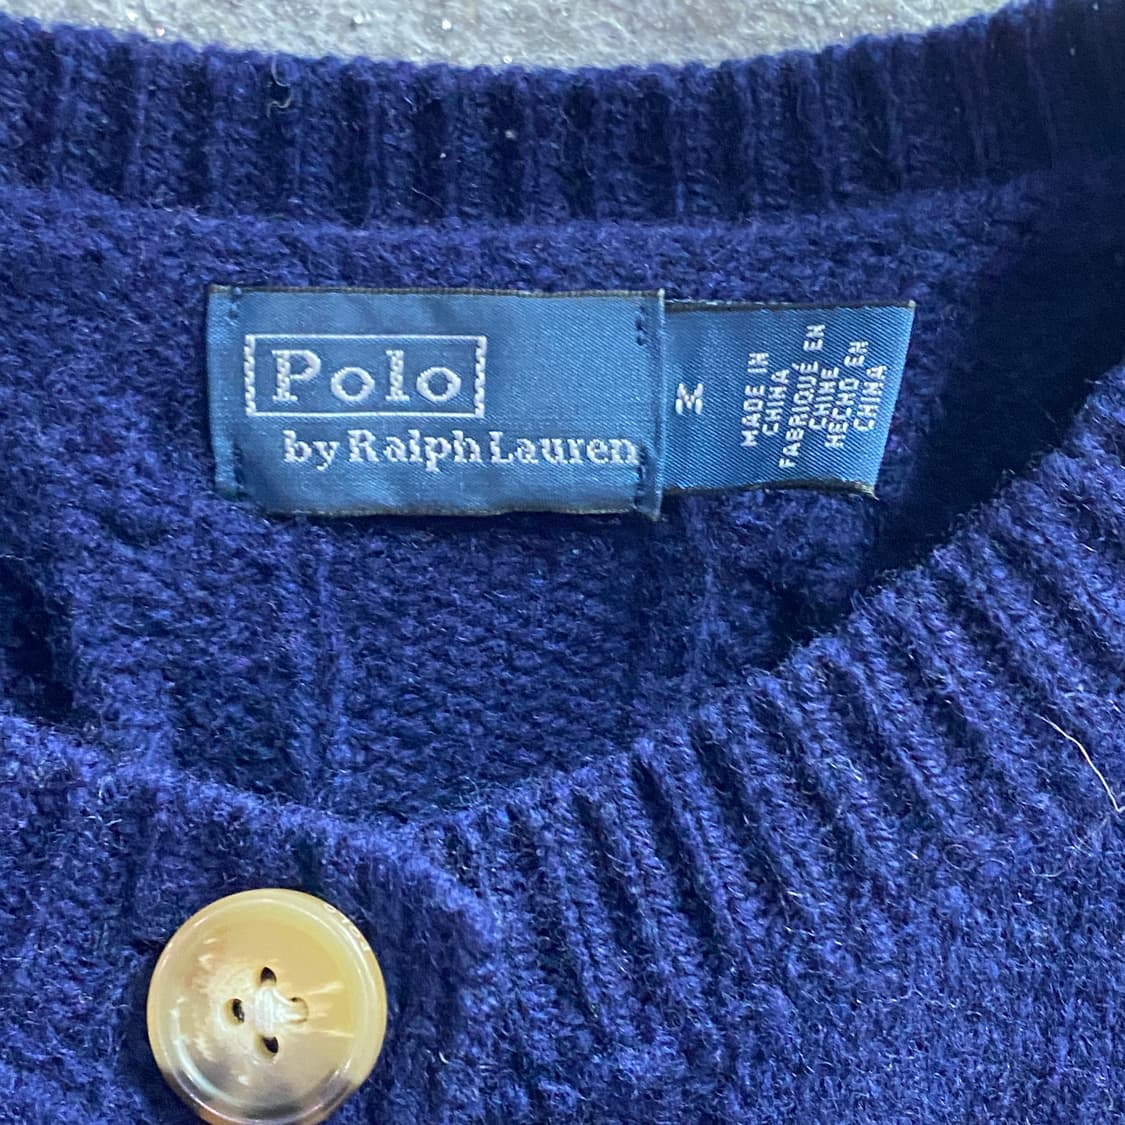 Polo
by Ralph Lauren
M
MADE IN
CHINA
FABRIQUÉ EN
CHINE
HECHO EN
CHINA